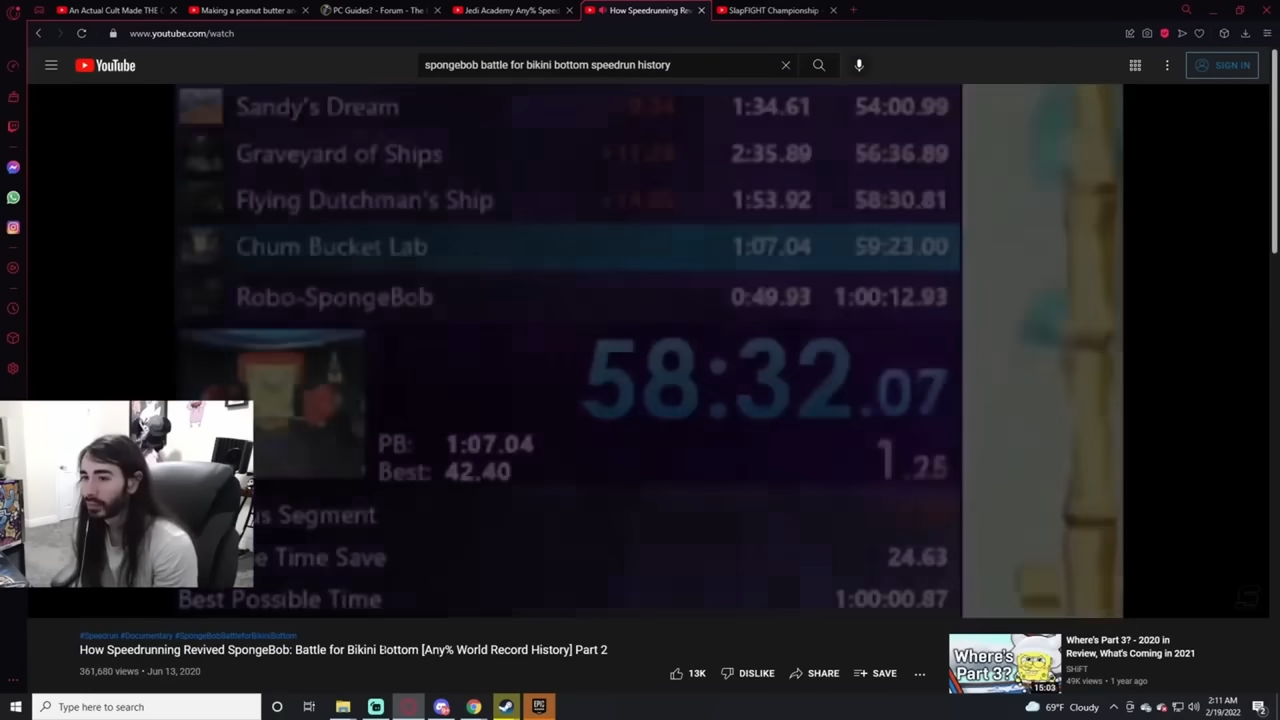 An Actual Cult Made THE
Making a peanut butter an
PC Guides? - Forum - The
Jedi Academy Any% Speed
How Speedrunning Rev
SlapFIGHT Championship
www.youtube.com/watch
YouTube
spongebob battle for bikini bottom speedrun history
SIGN IN
Sandy's Dream 1:34.61 54:00.99
Graveyard of Ships 2:35.89 56:36.89
Flying Dutchman's Ship 1:53.92 58:30.81
Chum Bucket Lab 1:07.04 59:23.00
Robo-SpongeBob 0:49.93 1:00:12.93
58:32.07
PB: 1:07.04
Best: 42.40
1.25
us Segment
e Time Save 24.63
Best Possible Time 1:00:00.87
#Speedrun #Documentary #SpongeBobBattleforBikiniBottom
How Speedrunning Revived SpongeBob: Battle for Bikini Bottom [Any% World Record History] Part 2
361,680 views • Jun 13, 2020
13K DISLIKE SHARE SAVE
Where's Part 3?
15:03
Where's Part 3? - 2020 in
Review, What's Coming in 2021
SHiFT
49K views • 1 year ago
Type here to search
EPIC
69°F Cloudy
2:11 AM
2/19/2022
2